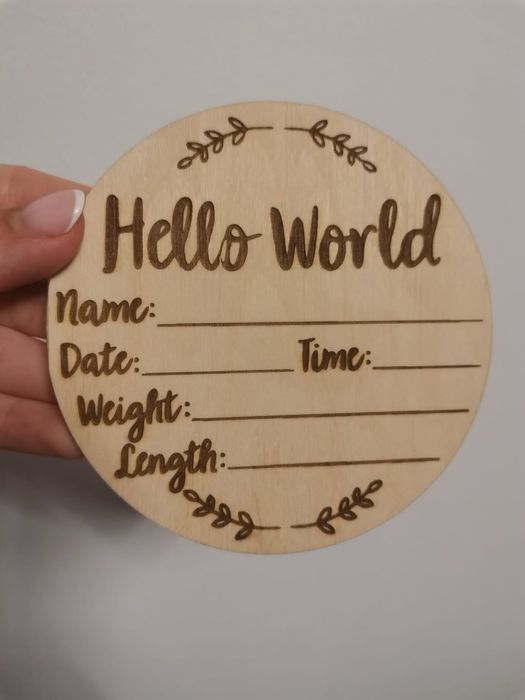 Hello World
Name:
Date: Time:
Weight:
Length: